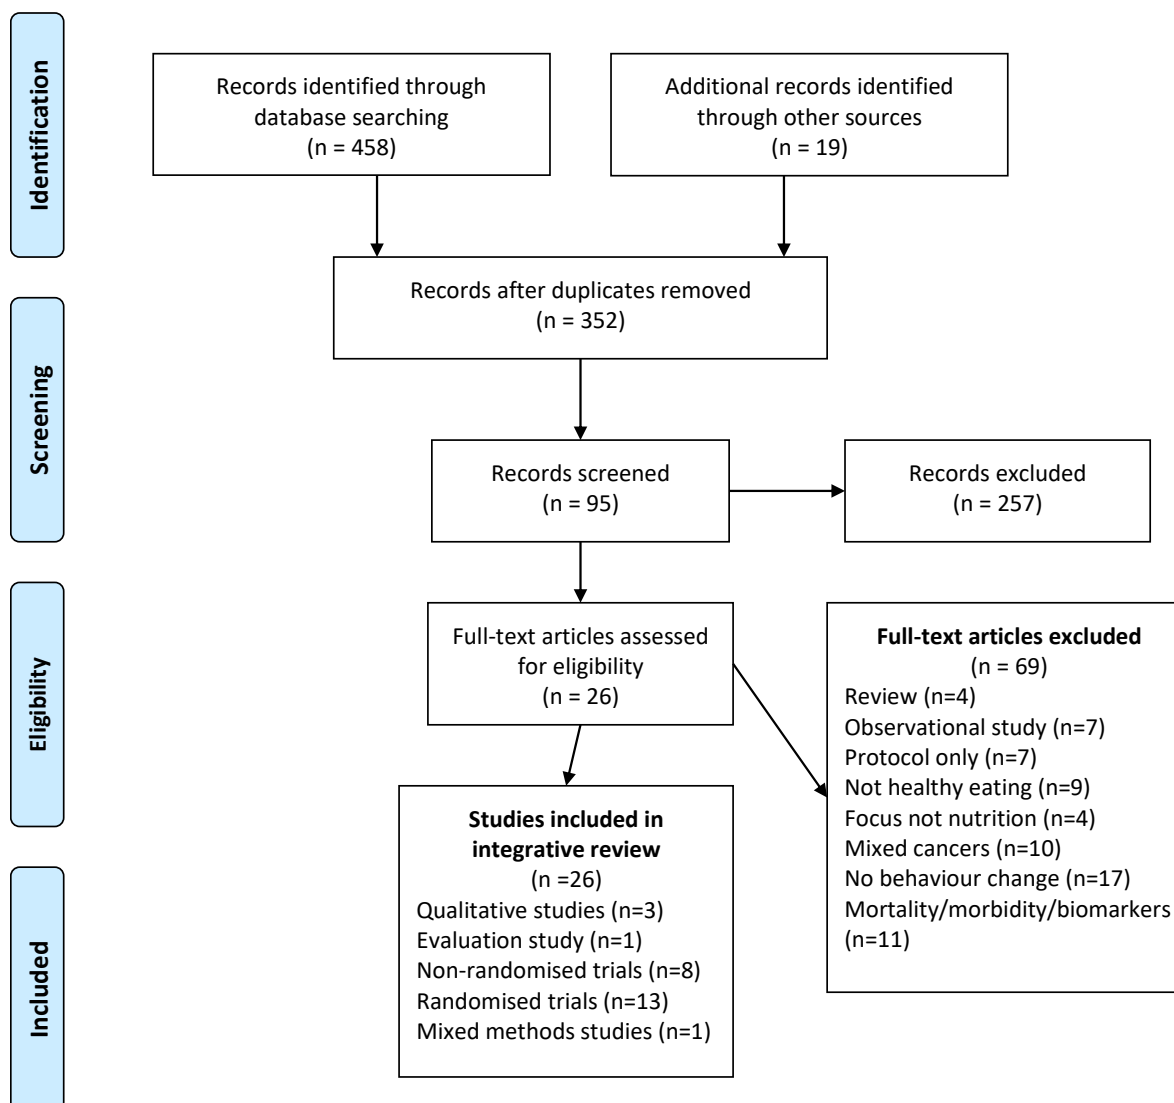 Identification
Records identified through
database searching
(n = 458)
Additional records identified
through other sources
(n = 19)
Records after duplicates removed
(n = 352)
Screening
Records screened
(n = 95)
Records excluded
(n = 257)
Eligibility
Full-text articles assessed
for eligibility
(n = 26)
Full-text articles excluded
(n = 69)
Review (n=4)
Observational study (n=7)
Protocol only (n=7)
Not healthy eating (n=9)
Focus not nutrition (n=4)
Mixed cancers (n=10)
No behaviour change (n=17)
Mortality/morbidity/biomarkers
(n=11)
Included
Studies included in
integrative review
(n =26)
Qualitative studies (n=3)
Evaluation study (n=1)
Non-randomised trials (n=8)
Randomised trials (n=13)
Mixed methods studies (n=1)